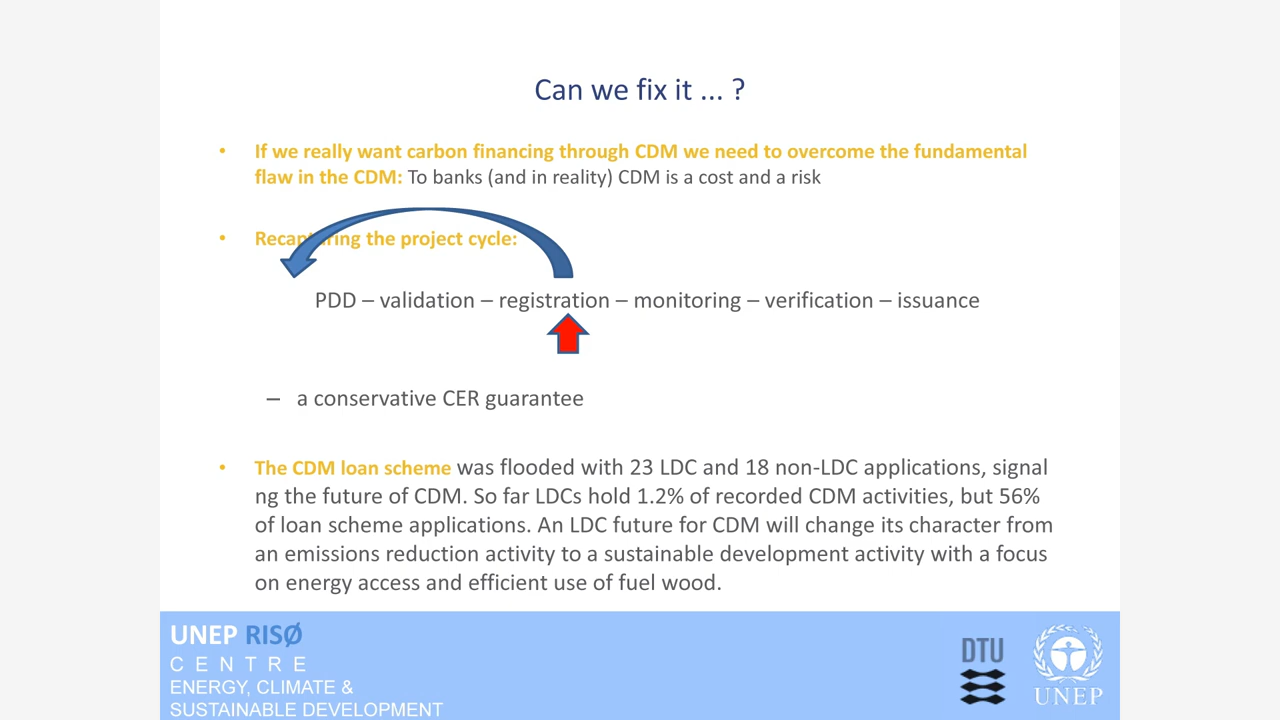 Can we fix it ... ?
• If we really want carbon financing through CDM we need to overcome the fundamental
flaw in the CDM: To banks (and in reality) CDM is a cost and a risk
• Recapturing the project cycle:
PDD – validation – registration – monitoring – verification – issuance
– a conservative CER guarantee
• The CDM loan scheme was flooded with 23 LDC and 18 non-LDC applications, signal
ng the future of CDM. So far LDCs hold 1.2% of recorded CDM activities, but 56%
of loan scheme applications. An LDC future for CDM will change its character from
an emissions reduction activity to a sustainable development activity with a focus
on energy access and efficient use of fuel wood.
UNEP RISØ
CENTRE
ENERGY, CLIMATE &
SUSTAINABLE DEVELOPMENT
DTU
UNEP